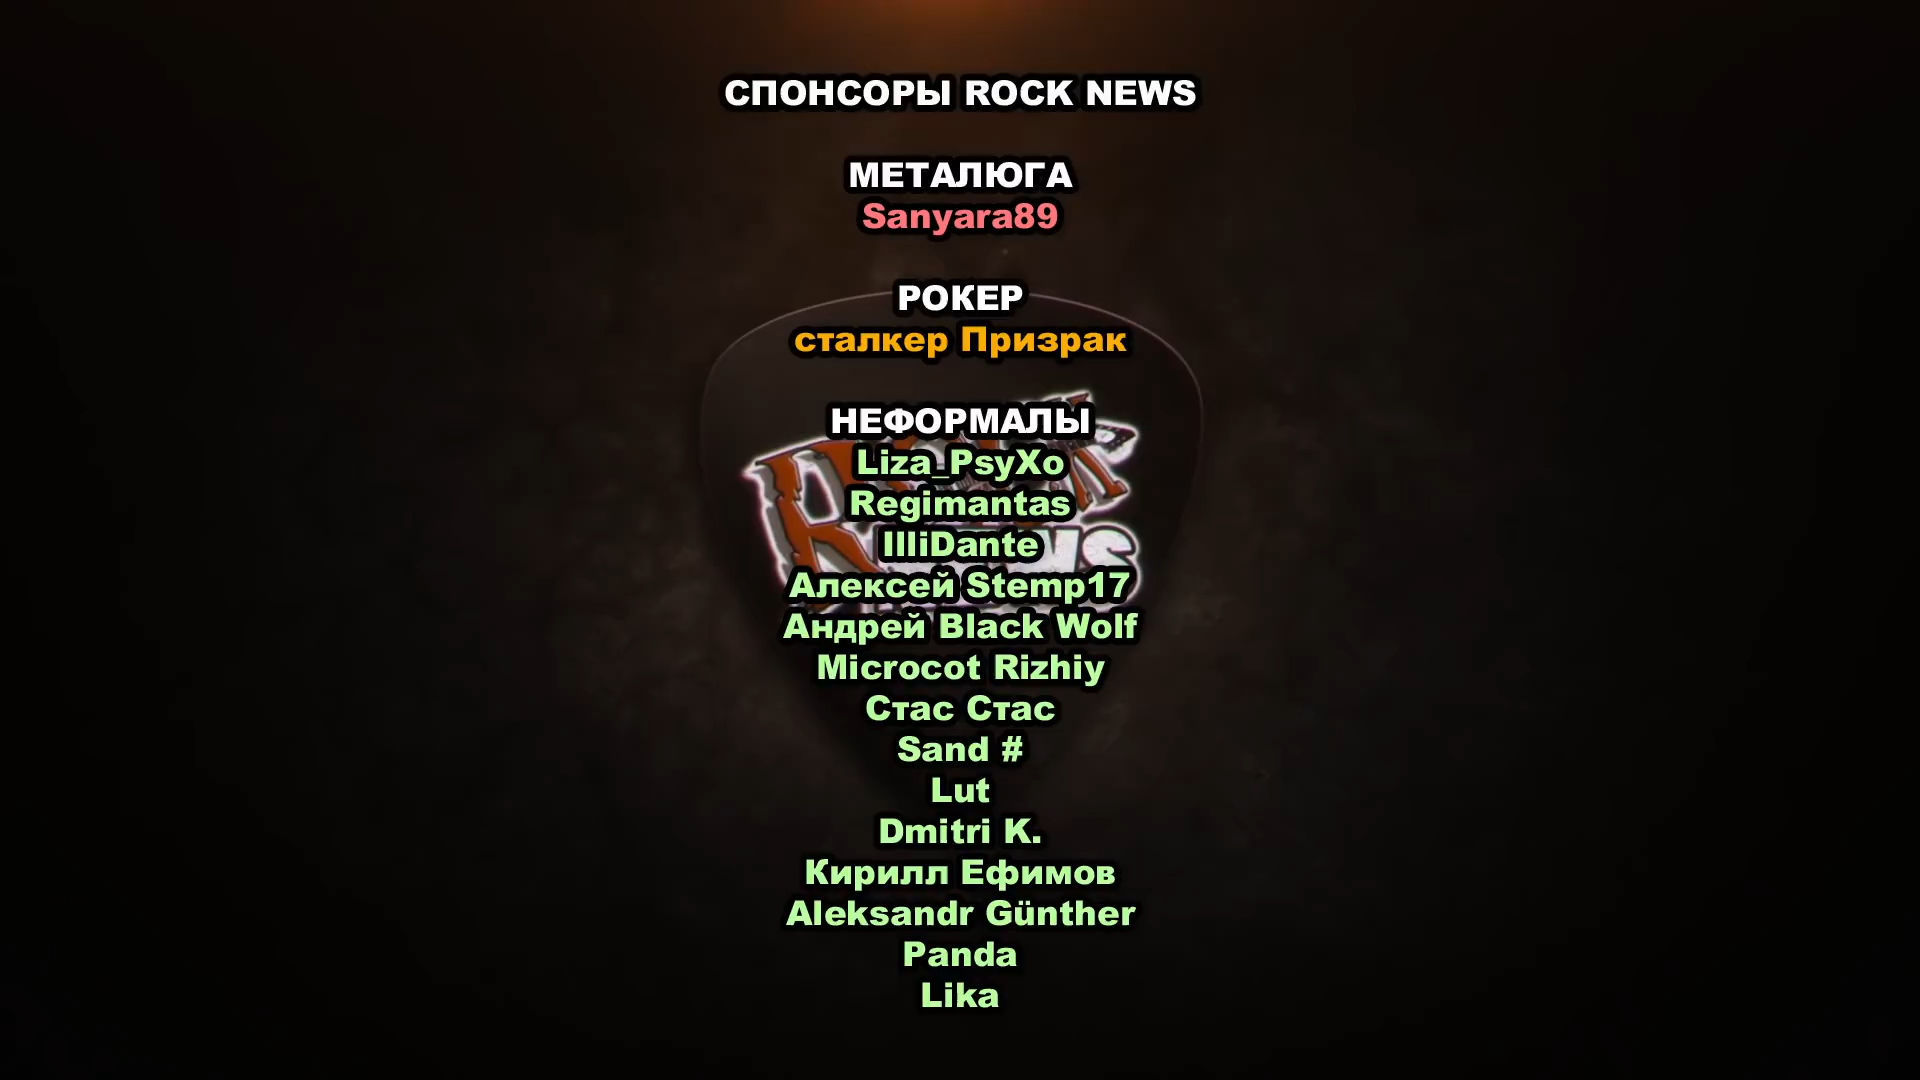 СПОНСОРЫ ROCK NEWS
МЕТАЛЮГА
Sanyara89
РОКЕР
сталкер Призрак
НЕФОРМАЛЫ
Liza_PsyXo
Regimantas
IlliDante
Алексей Stemp17
Андрей Black Wolf
Microcot Rizhiy
Стас Стас
Sand #
Lut
Dmitri K.
Кирилл Ефимов
Aleksandr Günther
Panda
Lika